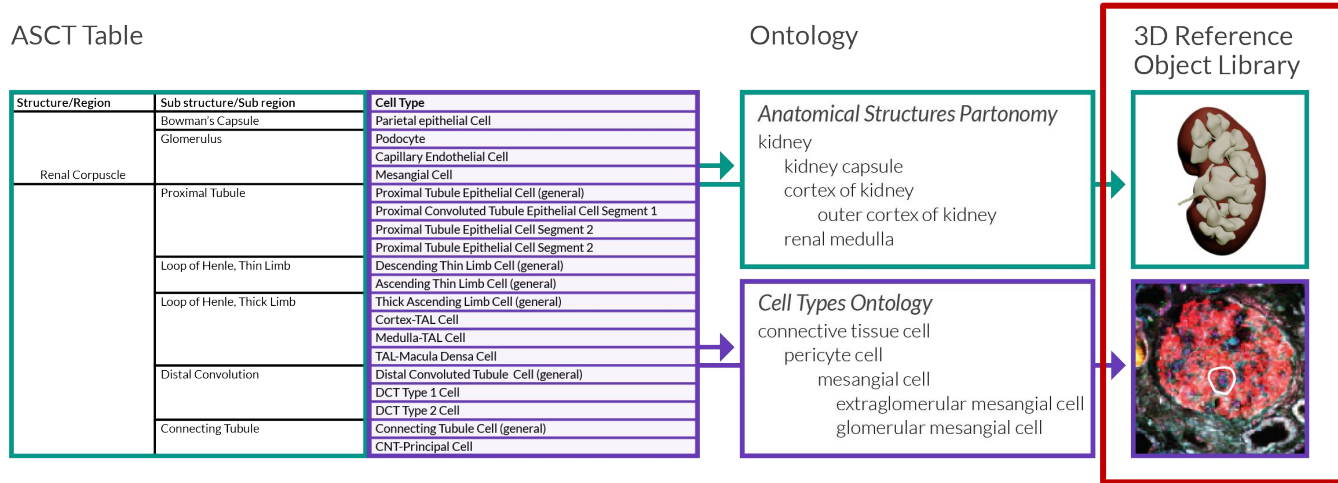 ASCT Table
Structure/Region
Sub structure/Sub region
Cell Type
Bowman's Capsule
Parietal epithelial Cell
Glomerulus
Podocyte
Capillary Endothelial Cell
Renal Corpuscle
Mesangial Cell
Proximal Tubule
Proximal Tubule Epithelial Cell (general)
Proximal Convoluted Tubule Epithelial Cell Segment 1
Proximal Tubule Epithelial Cell Segment 2
Proximal Tubule Epithelial Cell Segment 2
Loop of Henle, Thin Limb
Descending Thin Limb Cell (general)
Ascending Thin Limb Cell (general)
Loop of Henle, Thick Limb
Thick Ascending Limb Cell (general)
Cortex-TAL Cell
Medulla-TAL Cell
TAL-Macula Densa Cell
Distal Convolution
Distal Convoluted Tubule Cell (general)
DCT Type 1 Cell
DCT Type 2 Cell
Connecting Tubule
Connecting Tubule Cell (general)
CNT-Principal Cell
Ontology
Anatomical Structures Partonomy
kidney
kidney capsule
cortex of kidney
outer cortex of kidney
renal medulla
Cell Types Ontology
connective tissue cell
pericyte cell
mesangial cell
extraglomerular mesangial cell
glomerular mesangial cell
3D Reference
Object Library